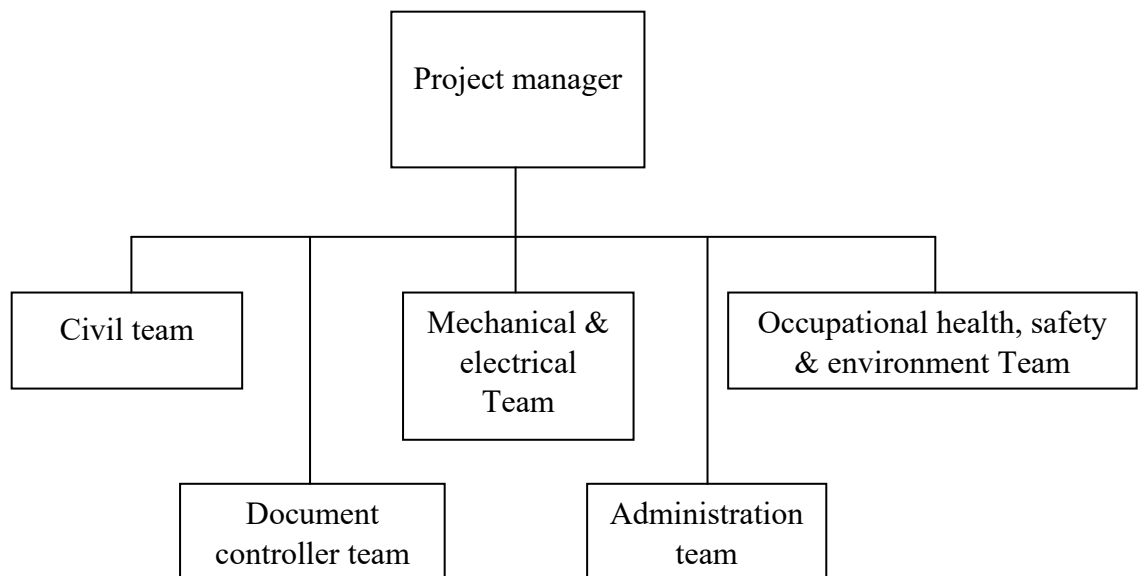 Project manager
Civil team
Mechanical &
electrical
Team
Occupational health, safety
& environment Team
Document
controller team
Administration
team